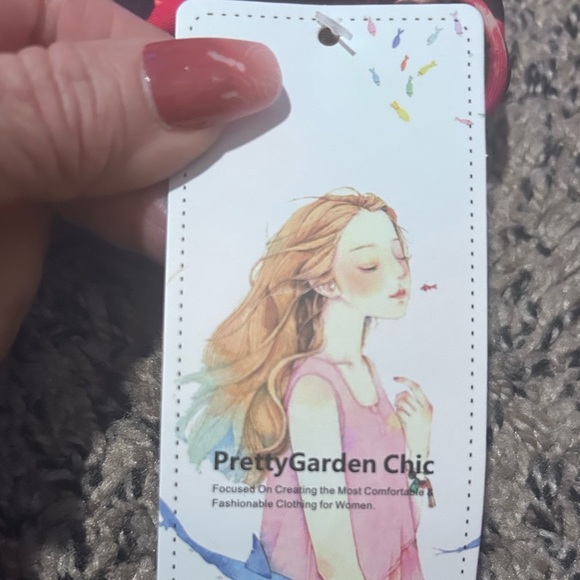 PrettyGarden Chic
Focused On Creating the Most Comfortable &
Fashionable Clothing for Women.